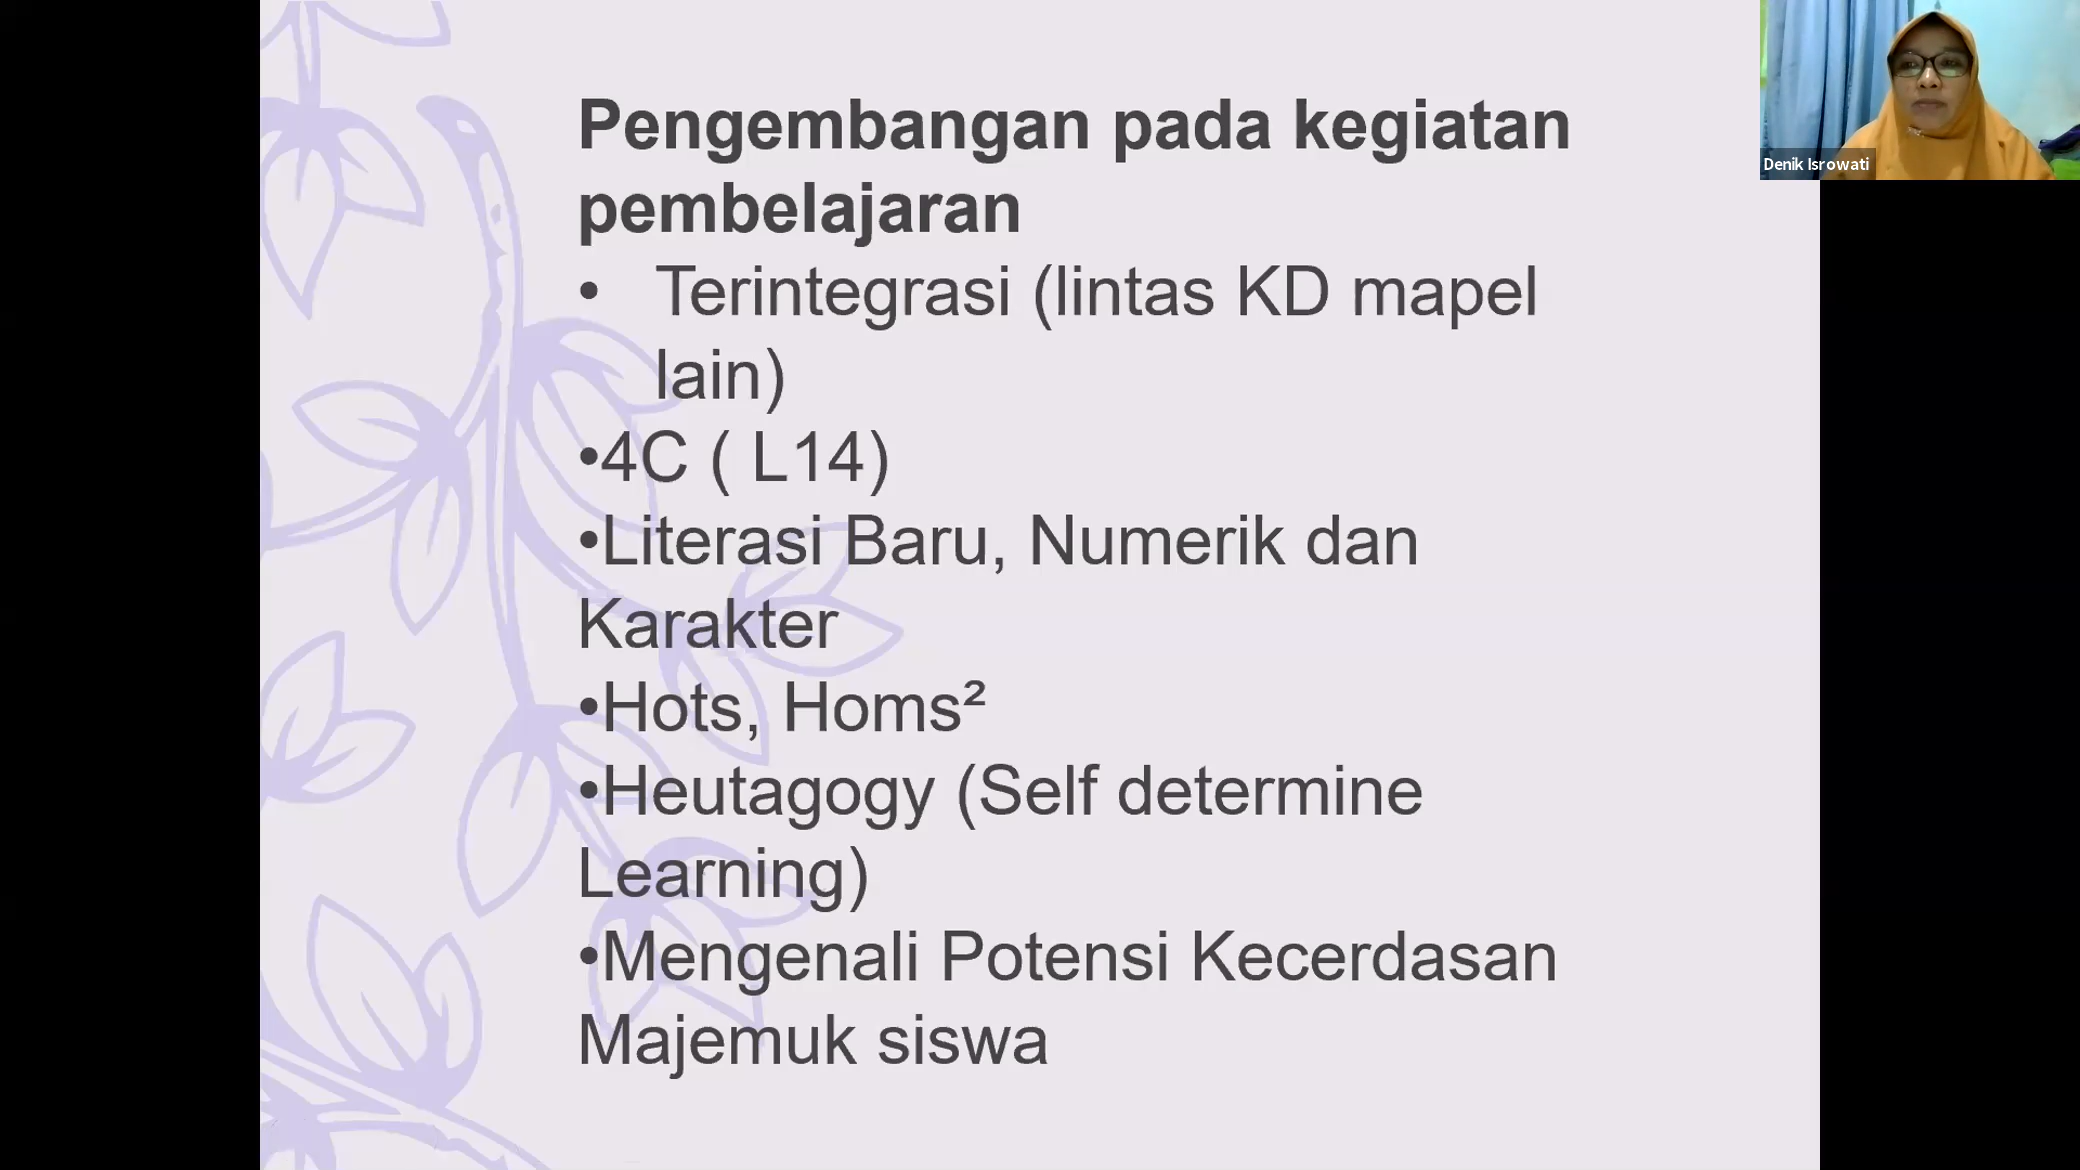 Pengembangan pada kegiatan
pembelajaran
• Terintegrasi (lintas KD mapel
lain)
•4C ( L14)
•Literasi Baru, Numerik dan
Karakter
•Hots, Homs²
•Heutagogy (Self determine
Learning)
•Mengenali Potensi Kecerdasan
Majemuk siswa
Denik Isrowati